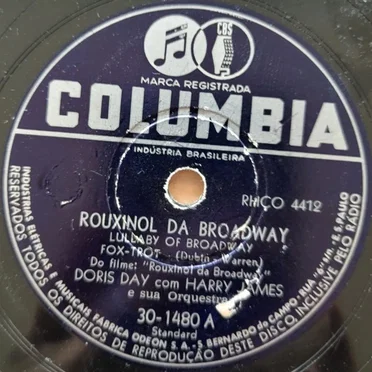 CBS
MARCA REGISTRADA
COLUMBIA
INDÚSTRIA BRASILEIRA
RHCO 4412
ROUXINOL DA BROADWAY
LULLABY OF BROADWAY
FOX-TROT (Dubin - Warren)
Do filme: "Rouxinol da Broadway"
DORIS DAY com HARRY JAMES
e sua Orquestra
30-1480 A
Standard
INDÚSTRIAS ELÉTRICAS E MUSICAIS FABRICA ODEON S.A. - S BERNARDO do CAMPO - S. PAULO
RESERVADOS TODOS OS DIREITOS DE REPRODUÇÃO DESTE DISCO, INCLUSIVE PELO RADIO